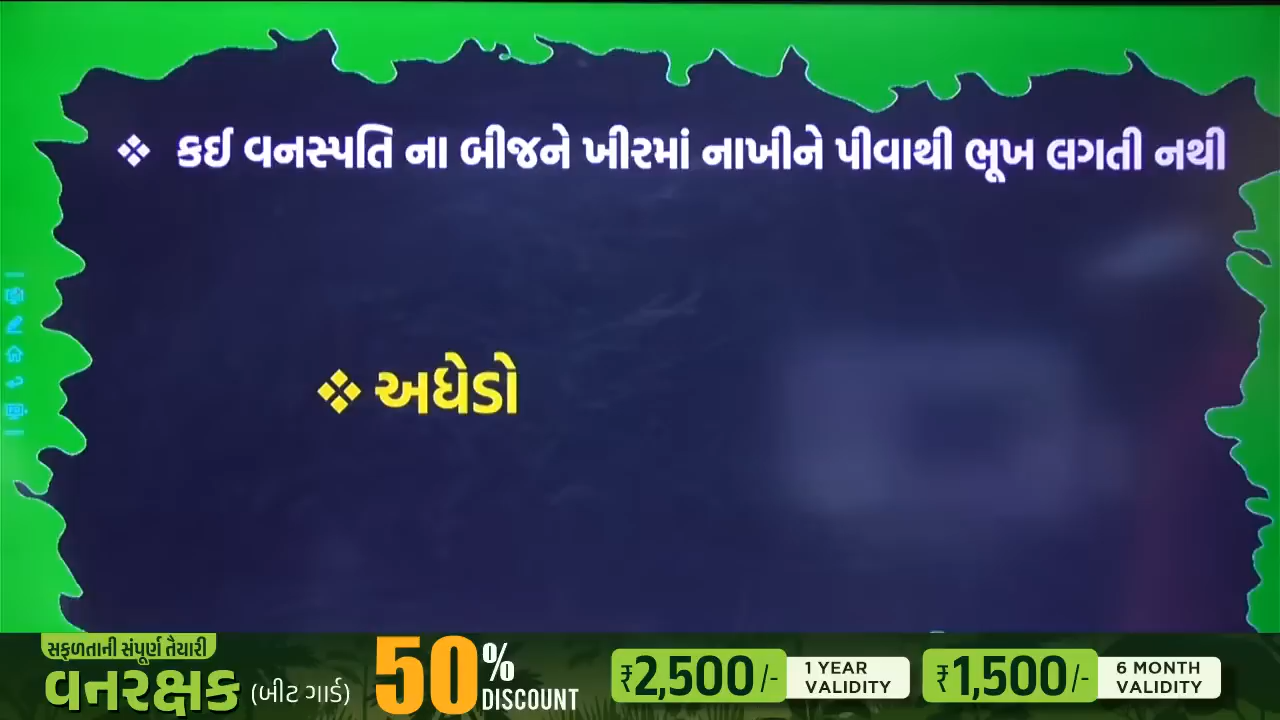 ❖ કઈ વનસ્પતિ ના બીજને ખીરમાં નાખીને પીવાથી ભૂખ લગતી નથી
❖ અધેડો
સફળતાની સંપૂર્ણ તૈયારી
વનરક્ષક (બીટ ગાર્ડ)
50% DISCOUNT
₹2,500/- 1 YEAR VALIDITY
₹1,500/- 6 MONTH VALIDITY